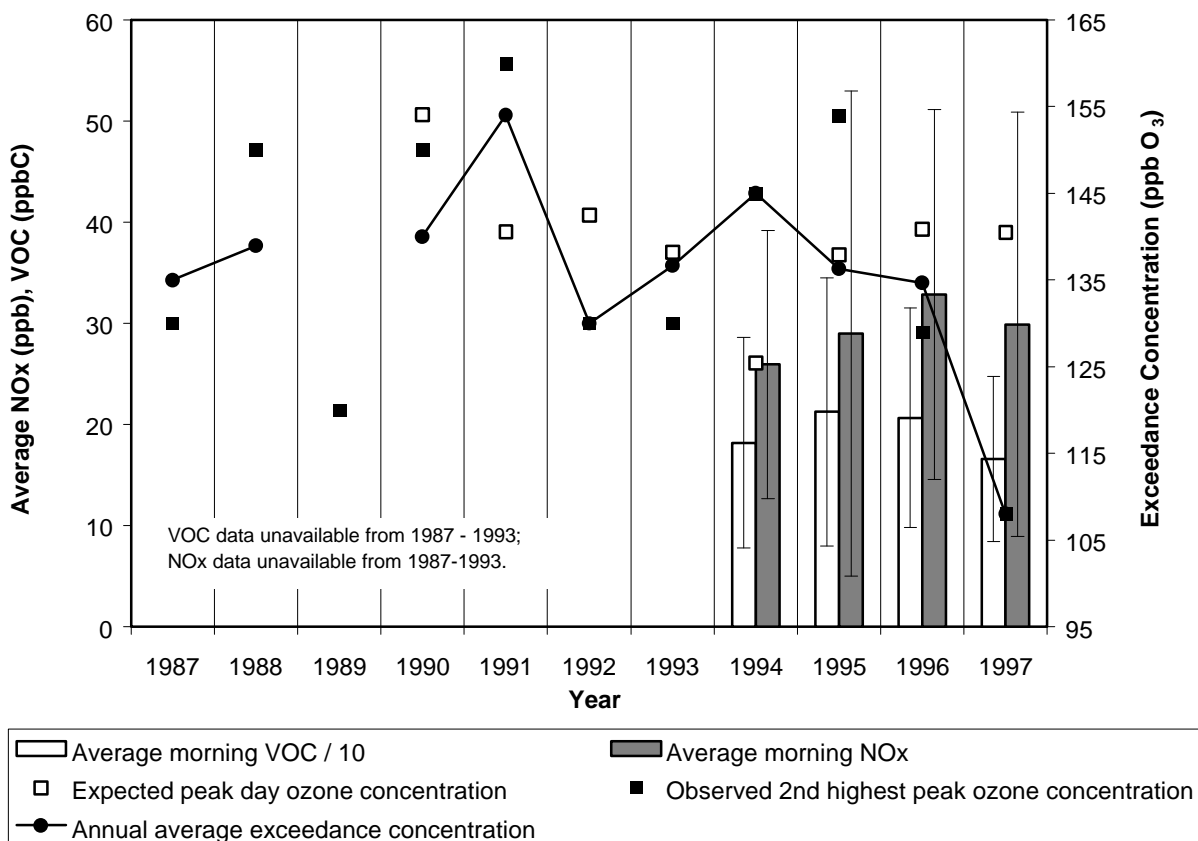 60
50
40
30
20
10
0
Average NOx (ppb), VOC (ppbC)
165
155
145
135
125
115
105
95
Exceedance Concentration (ppb O3)
VOC data unavailable from 1987 - 1993;
NOx data unavailable from 1987-1993.
1987 1988 1989 1990 1991 1992 1993 1994 1995 1996 1997
Year
Average morning VOC / 10 Average morning NOx
Expected peak day ozone concentration Observed 2nd highest peak ozone concentration
Annual average exceedance concentration